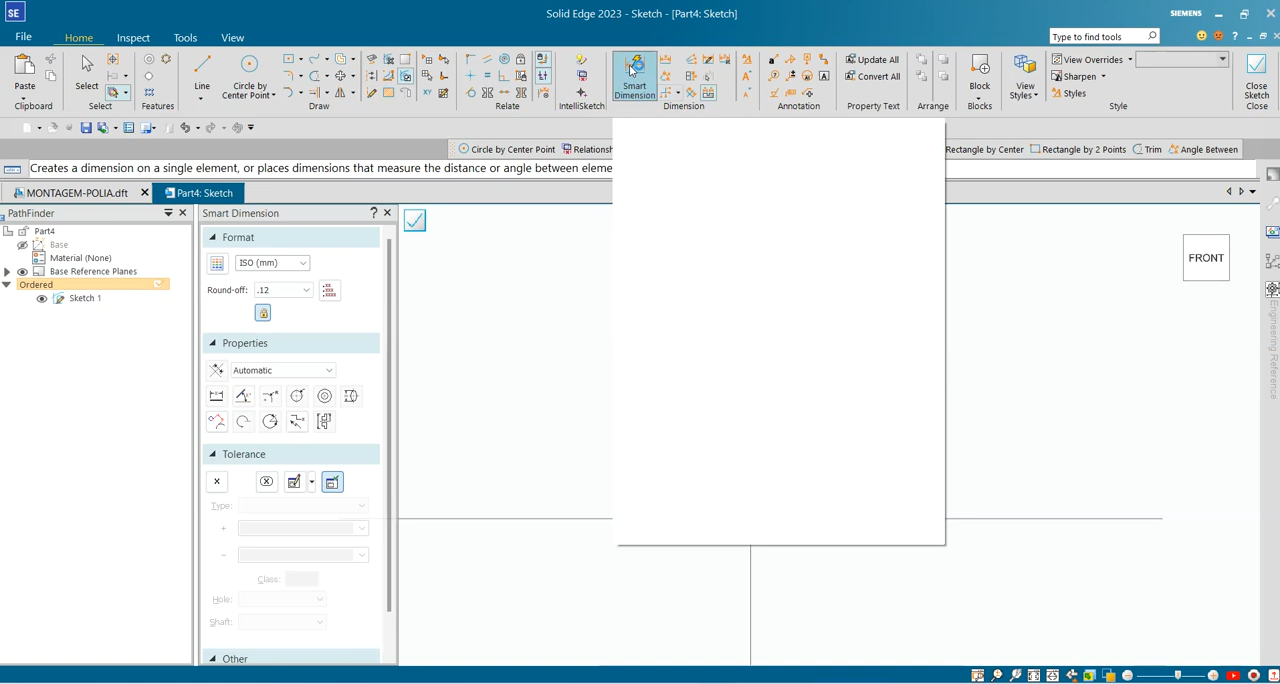 SE
Solid Edge 2023 - Sketch - [Part4: Sketch]
SIEMENS
File
Home
Inspect
Tools
View
Type to find tools
Paste
Clipboard
Select
Select
Features
Line
Circle by Center Point
Draw
Relate
IntelliSketch
Smart Dimension
Dimension
Annotation
Update All
Convert All
Property Text
Arrange
Block
Blocks
View Styles
View Overrides
Sharpen
Styles
Style
Close Sketch
Close
Circle by Center Point
Relationsh
Rectangle by Center
Rectangle by 2 Points
Trim
Angle Between
Creates a dimension on a single element, or places dimensions that measure the distance or angle between eleme
MONTAGEM-POLIA.dft
Part4: Sketch
PathFinder
Part4
Base
Material (None)
Base Reference Planes
Ordered
Sketch 1
Smart Dimension
?
Format
ISO (mm)
Round-off:
.12
Properties
Automatic
Tolerance
Type:
+
-
Class:
Hole:
Shaft:
Other
FRONT
Engineering Reference